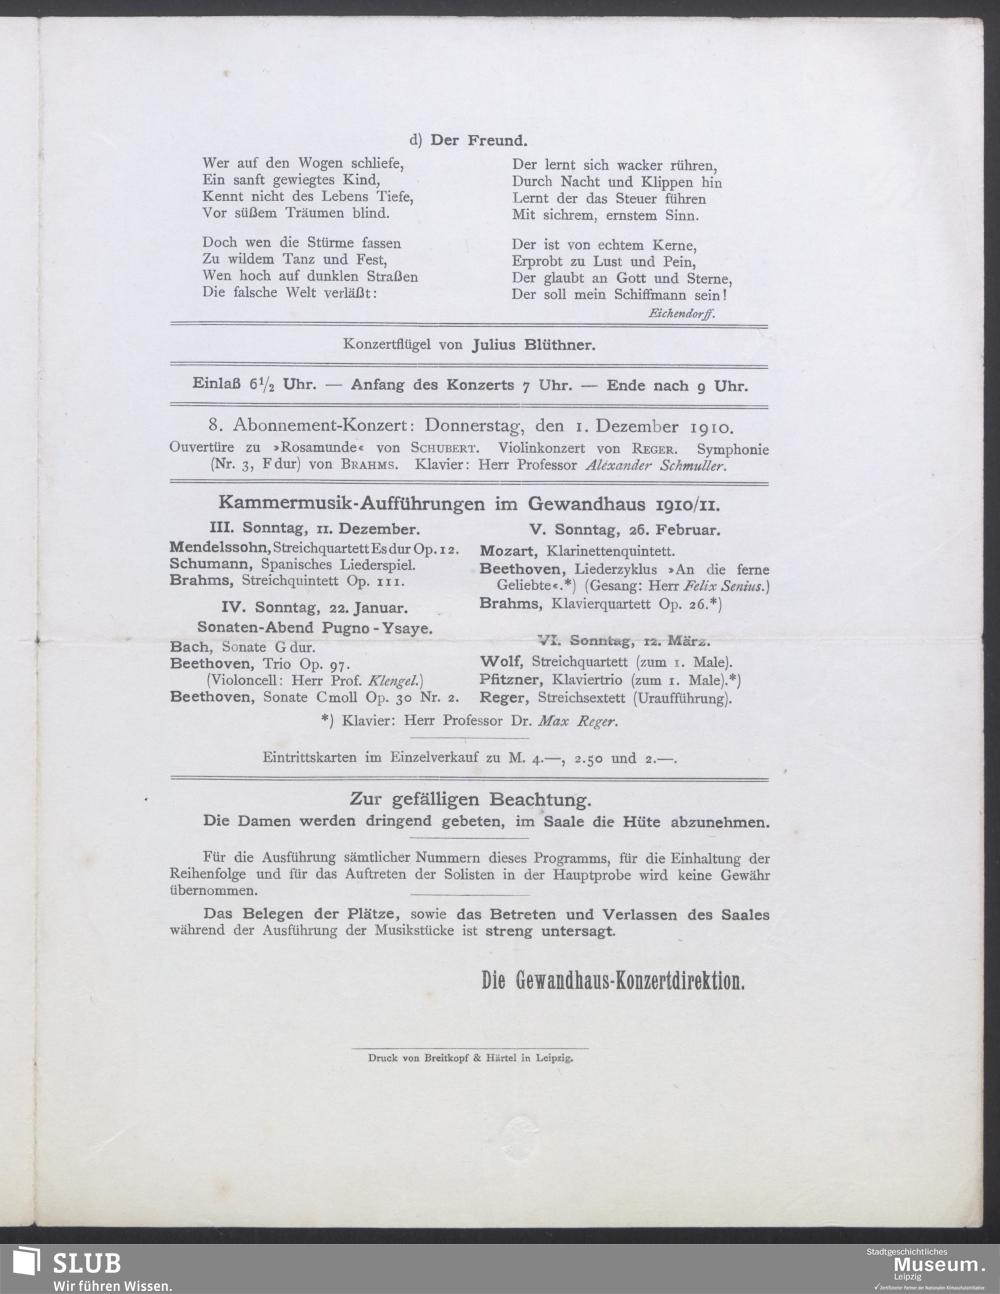 d) Der Freund.
Wer auf den Wogen schliefe,
Ein sanft gewiegtes Kind,
Kennt nicht des Lebens Tiefe,
Vor süßem Träumen blind.
Doch wen die Stürme fassen
Zu wildem Tanz und Fest,
Wen hoch auf dunklen Straßen
Die falsche Welt verläßt:
Der lernt sich wacker rühren,
Durch Nacht und Klippen hin
Lernt der das Steuer führen
Mit sichrem, ernstem Sinn.
Der ist von echtem Kerne,
Erprobt zu Lust und Pein,
Der glaubt an Gott und Sterne,
Der soll mein Schiffmann sein!
Eichendorff.
Konzertflügel von Julius Blüthner.
Einlaß 6½ Uhr. — Anfang des Konzerts 7 Uhr. — Ende nach 9 Uhr.
8. Abonnement-Konzert: Donnerstag, den 1. Dezember 1910.
Ouvertüre zu »Rosamunde« von SCHUBERT. Violinkonzert von REGER. Symphonie
(Nr. 3, F dur) von BRAHMS. Klavier: Herr Professor Alexander Schmuller.
Kammermusik-Aufführungen im Gewandhaus 1910/11.
III. Sonntag, 11. Dezember.
Mendelssohn, Streichquartett Es dur Op. 12.
Schumann, Spanisches Liederspiel.
Brahms, Streichquintett Op. 111.
IV. Sonntag, 22. Januar.
Sonaten-Abend Pugno-Ysaye.
Bach, Sonate G dur.
Beethoven, Trio Op. 97.
(Violoncell: Herr Prof. Klengel.)
Beethoven, Sonate C moll Op. 30 Nr. 2.
V. Sonntag, 26. Februar.
Mozart, Klarinettenquintett.
Beethoven, Liederzyklus »An die ferne
Geliebte«.*) (Gesang: Herr Felix Senius.)
Brahms, Klavierquartett Op. 26.*)
VI. Sonntag, 12. März.
Wolf, Streichquartett (zum 1. Male).
Pfitzner, Klaviertrio (zum 1. Male).*)
Reger, Streichsextett (Uraufführung).
*) Klavier: Herr Professor Dr. Max Reger.
Eintrittskarten im Einzelverkauf zu M. 4.—, 2.50 und 2.—.
Zur gefälligen Beachtung.
Die Damen werden dringend gebeten, im Saale die Hüte abzunehmen.
Für die Ausführung sämtlicher Nummern dieses Programms, für die Einhaltung der
Reihenfolge und für das Auftreten der Solisten in der Hauptprobe wird keine Gewähr
übernommen.
Das Belegen der Plätze, sowie das Betreten und Verlassen des Saales
während der Ausführung der Musikstücke ist streng untersagt.
Die Gewandhaus-Konzertdirektion.
Druck von Breitkopf & Härtel in Leipzig.
SLUB
Wir führen Wissen.
Stadtgeschichtliches
Museum.
Leipzig
Zertifizierter Partner der Nationalen Klimaschutzinitiative